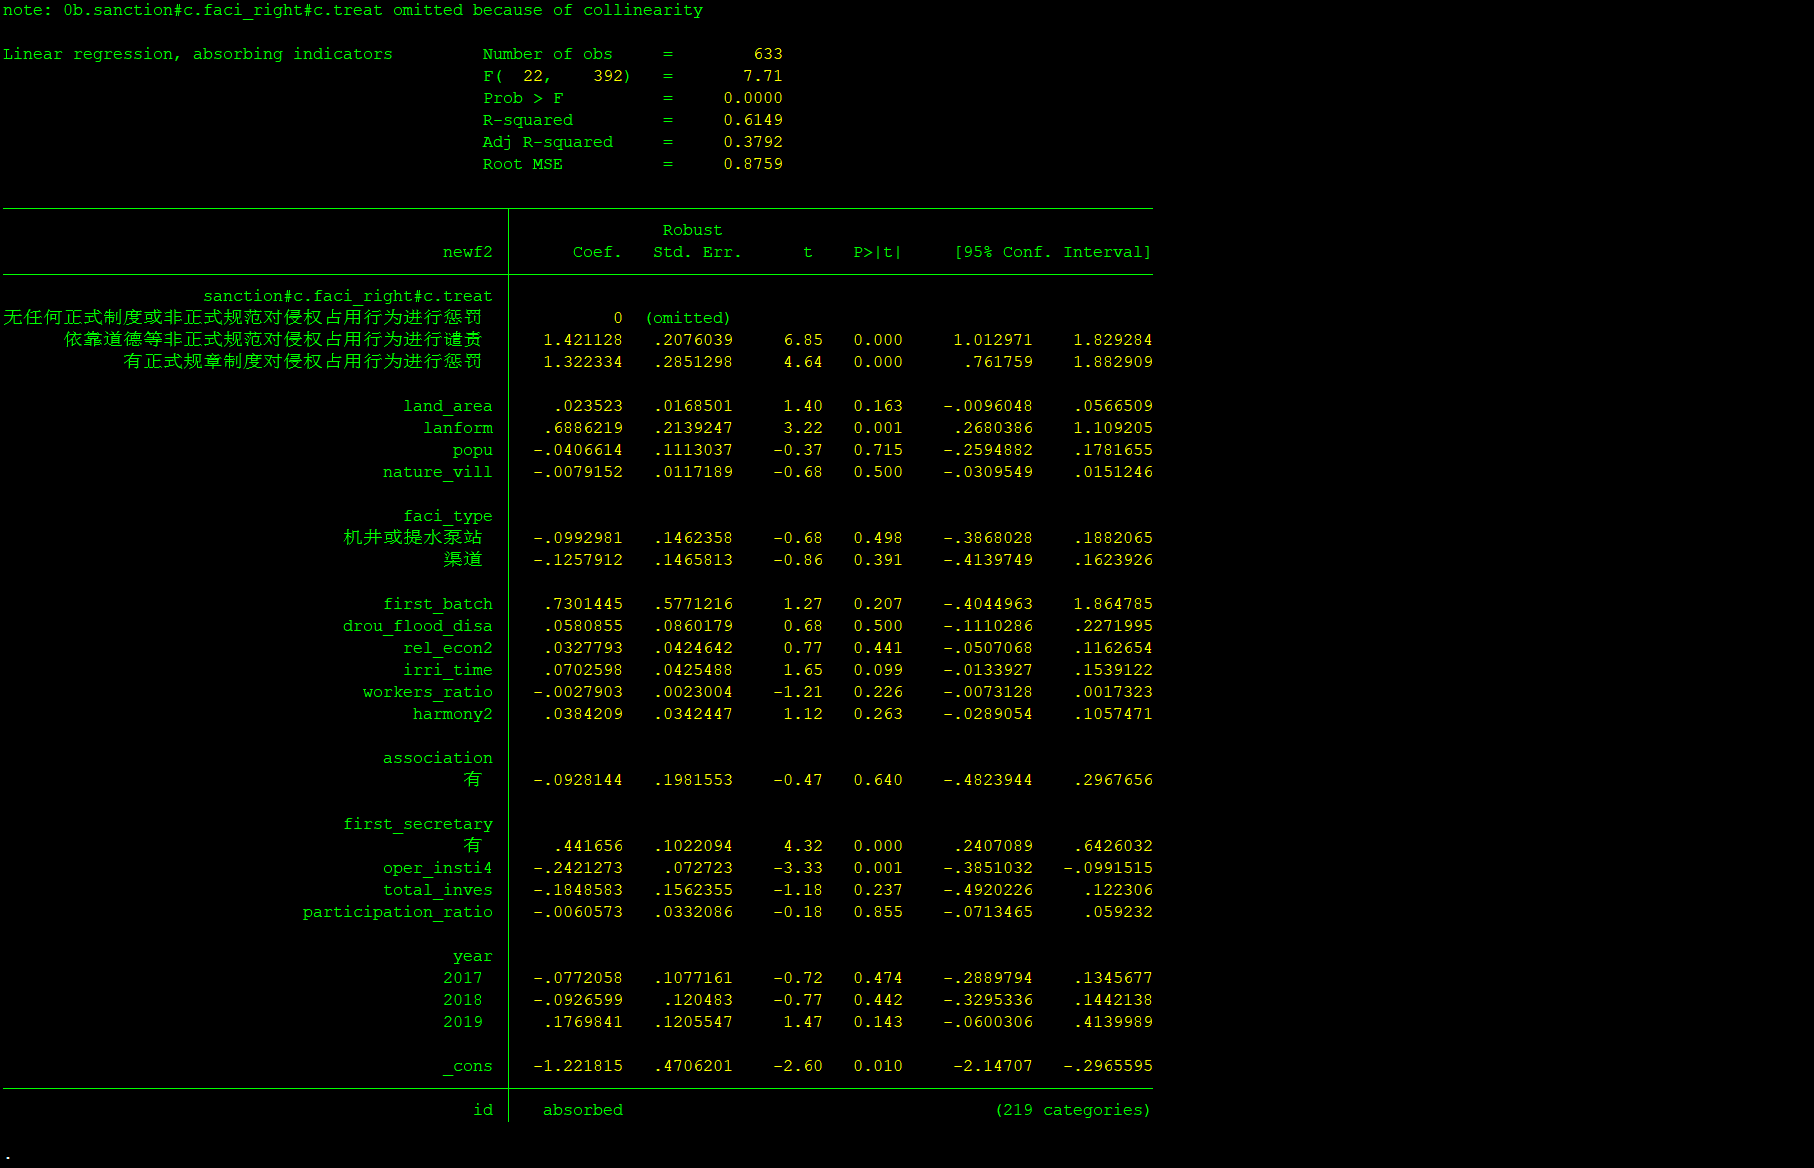 note: 0b.sanction#c.faci_right#c.treat omitted because of collinearity
Linear regression, absorbing indicators Number of obs = 633
F( 22, 392) = 7.71
Prob > F = 0.0000
R-squared = 0.6149
Adj R-squared = 0.3792
Root MSE = 0.8759
Robust
newf2 Coef. Std. Err. t P>|t| [95% Conf. Interval]
sanction#c.faci_right#c.treat
无任何正式制度或非正式规范对侵权占用行为进行惩罚 0 (omitted)
依靠道德等非正式规范对侵权占用行为进行谴责 1.421128 .2076039 6.85 0.000 1.012971 1.829284
有正式规章制度对侵权占用行为进行惩罚 1.322334 .2851298 4.64 0.000 .761759 1.882909
land_area .023523 .0168501 1.40 0.163 -.0096048 .0566509
lanform .6886219 .2139247 3.22 0.001 .2680386 1.109205
popu -.0406614 .1113037 -0.37 0.715 -.2594882 .1781655
nature_vill -.0079152 .0117189 -0.68 0.500 -.0309549 .0151246
faci_type
机井或提水泵站 -.0992981 .1462358 -0.68 0.498 -.3868028 .1882065
渠道 -.1257912 .1465813 -0.86 0.391 -.4139749 .1623926
first_batch .7301445 .5771216 1.27 0.207 -.4044963 1.864785
drou_flood_disa .0580855 .0860179 0.68 0.500 -.1110286 .2271995
rel_econ2 .0327793 .0424642 0.77 0.441 -.0507068 .1162654
irri_time .0702598 .0425488 1.65 0.099 -.0133927 .1539122
workers_ratio -.0027903 .0023004 -1.21 0.226 -.0073128 .0017323
harmony2 .0384209 .0342447 1.12 0.263 -.0289054 .1057471
association
有 -.0928144 .1981553 -0.47 0.640 -.4823944 .2967656
first_secretary
有 .441656 .1022094 4.32 0.000 .2407089 .6426032
oper_insti4 -.2421273 .072723 -3.33 0.001 -.3851032 -.0991515
total_inves -.1848583 .1562355 -1.18 0.237 -.4920226 .122306
participation_ratio -.0060573 .0332086 -0.18 0.855 -.0713465 .059232
year
2017 -.0772058 .1077161 -0.72 0.474 -.2889794 .1345677
2018 -.0926599 .120483 -0.77 0.442 -.3295336 .1442138
2019 .1769841 .1205547 1.47 0.143 -.0600306 .4139989
_cons -1.221815 .4706201 -2.60 0.010 -2.14707 -.2965595
id absorbed (219 categories)
.